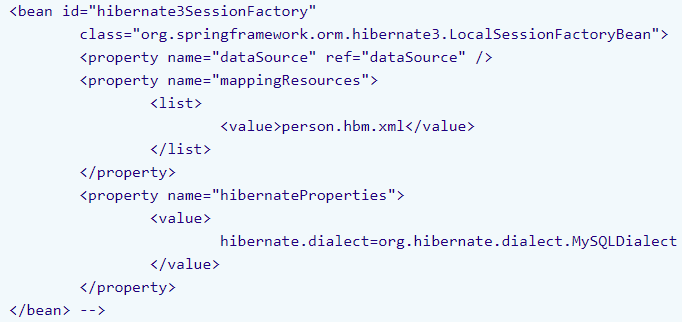 <bean id="hibernate3SessionFactory"
class="org.springframework.orm.hibernate3.LocalSessionFactoryBean">
<property name="dataSource" ref="dataSource" />
<property name="mappingResources">
<list>
<value>person.hbm.xml</value>
</list>
</property>
<property name="hibernateProperties">
<value>
hibernate.dialect=org.hibernate.dialect.MySQLDialect
</value>
</property>
</bean> -->